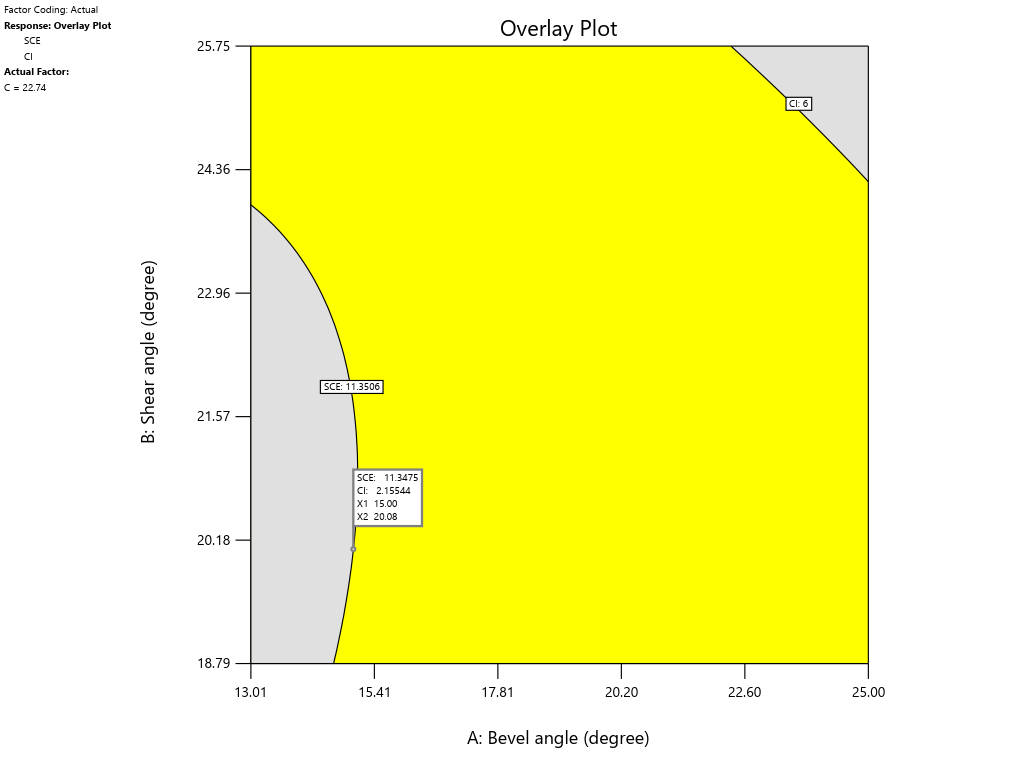 Factor Coding: Actual
Response: Overlay Plot
SCE
CI
Actual Factor:
C = 22.74
Overlay Plot
25.75
24.36
22.96
21.57
20.18
18.79
B: Shear angle (degree)
CI: 6
SCE: 11.3506
SCE: 11.3475
CI: 2.15544
X1 15.00
X2 20.08
13.01 15.41 17.81 20.20 22.60 25.00
A: Bevel angle (degree)